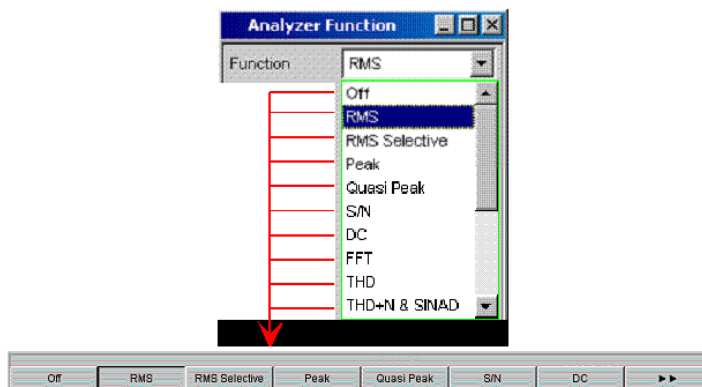 Analyzer Function
Function RMS
Off
RMS
RMS Selective
Peak
Quasi Peak
S/N
DC
FFT
THD
THD+N & SINAD
Off RMS RMS Selective Peak Quasi Peak S/N DC